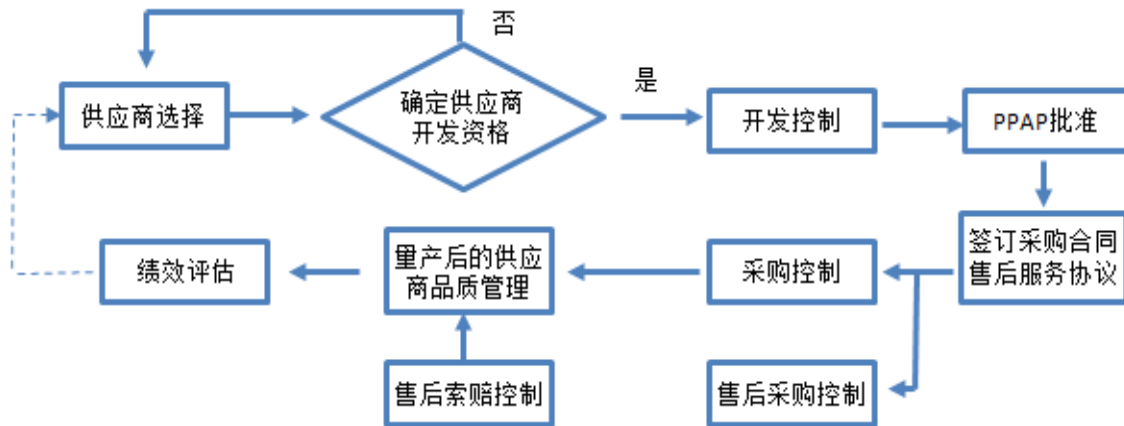 否
是
供应商选择
确定供应商
开发资格
开发控制
PPAP批准
绩效评估
量产后的供应
商品质管理
采购控制
签订采购合同
售后服务协议
售后索赔控制
售后采购控制